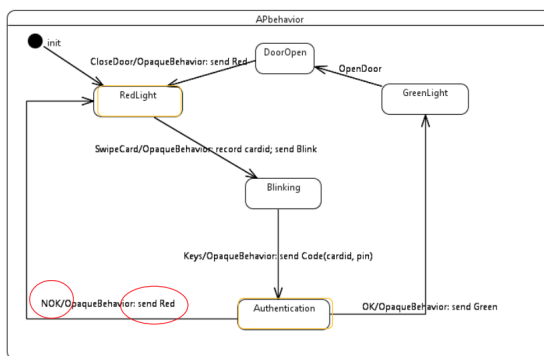 APbehavior
init
CloseDoor/OpaqueBehavior: send Red
DoorOpen
OpenDoor
RedLight
GreenLight
SwipeCard/OpaqueBehavior: record cardid; send Blink
Blinking
Keys/OpaqueBehavior: send Code(cardid, pin)
NOK/OpaqueBehavior: send Red
Authentication
OK/OpaqueBehavior: send Green